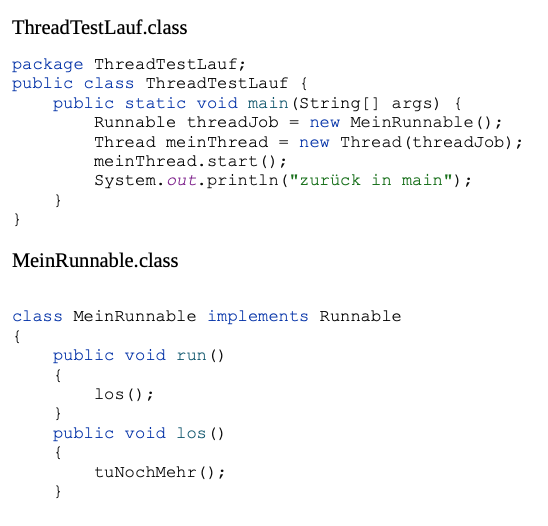 ThreadTestLauf.class
package ThreadTestLauf;
public class ThreadTestLauf {
    public static void main(String[] args) {
        Runnable threadJob = new MeinRunnable();
        Thread meinThread = new Thread(threadJob);
        meinThread.start();
        System.out.println("zurück in main");
    }
}
MeinRunnable.class
class MeinRunnable implements Runnable
{
    public void run()
    {
        los();
    }
    public void los()
    {
        tuNochMehr();
    }